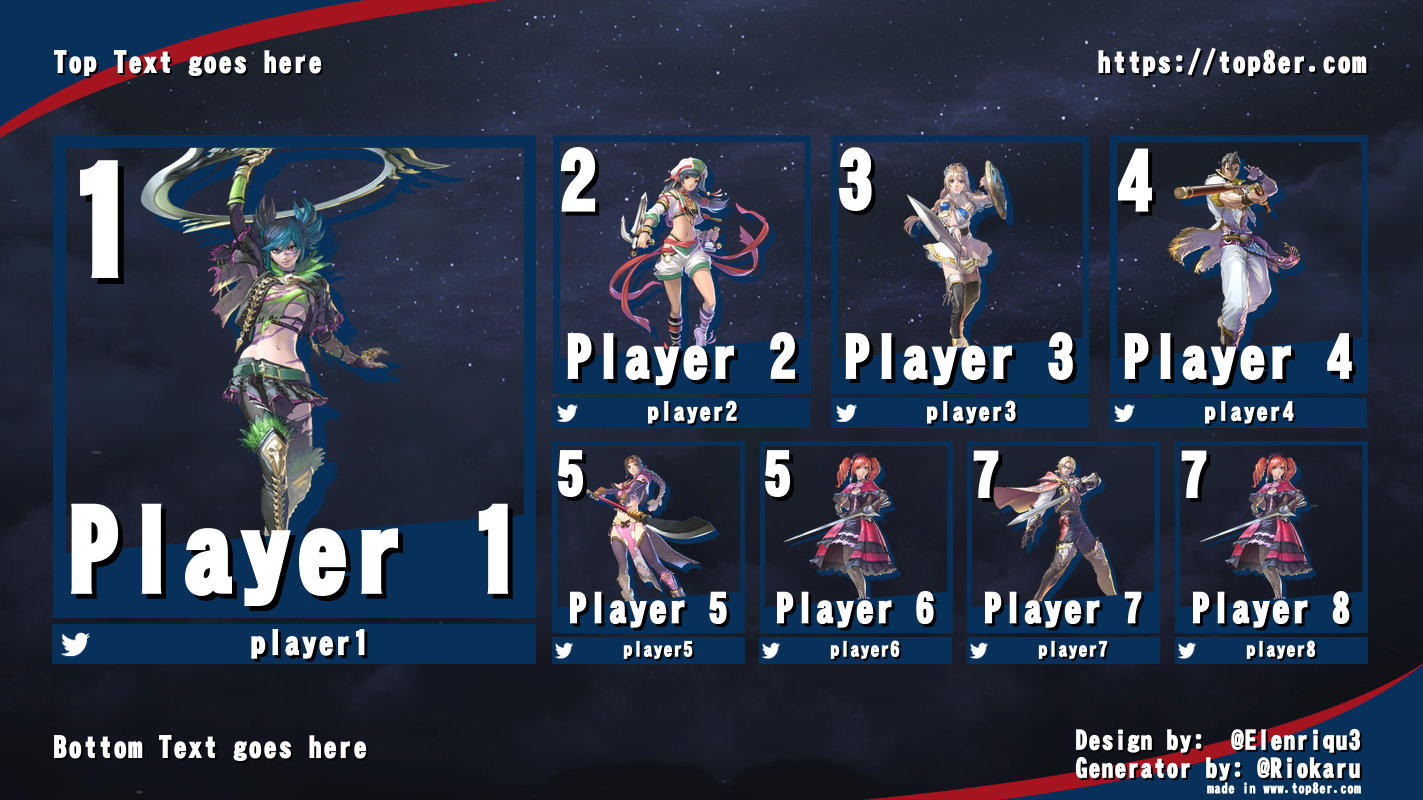 Top Text goes here
https://top8er.com
1
Player 1
player1
2
Player 2
player2
3
Player 3
player3
4
Player 4
player4
5
Player 5
player5
5
Player 6
player6
7
Player 7
player7
7
Player 8
player8
Bottom Text goes here
Design by: @Elenriqu3
Generator by: @Riokaru
made in www.top8er.com